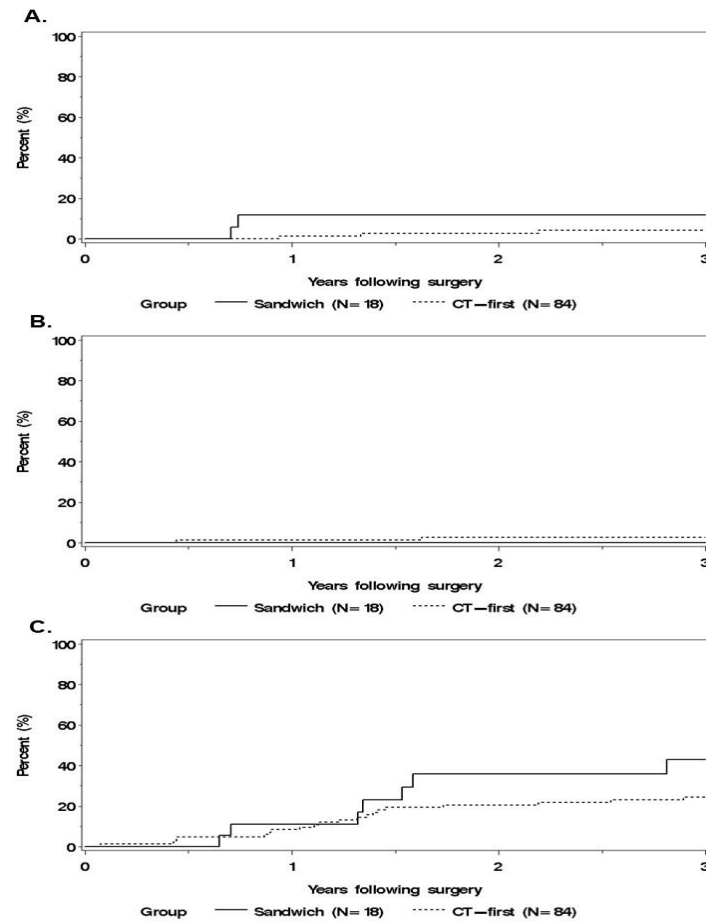 A.
100
80
60
40
20
0
Percent (%)
0 1 2 3
Years following surgery
Group Sandwich (N= 18) CT−first (N= 84)
B.
100
80
60
40
20
0
Percent (%)
0 1 2 3
Years following surgery
Group Sandwich (N= 18) CT−first (N= 84)
C.
100
80
60
40
20
0
Percent (%)
0 1 2 3
Years following surgery
Group Sandwich (N= 18) CT−first (N= 84)